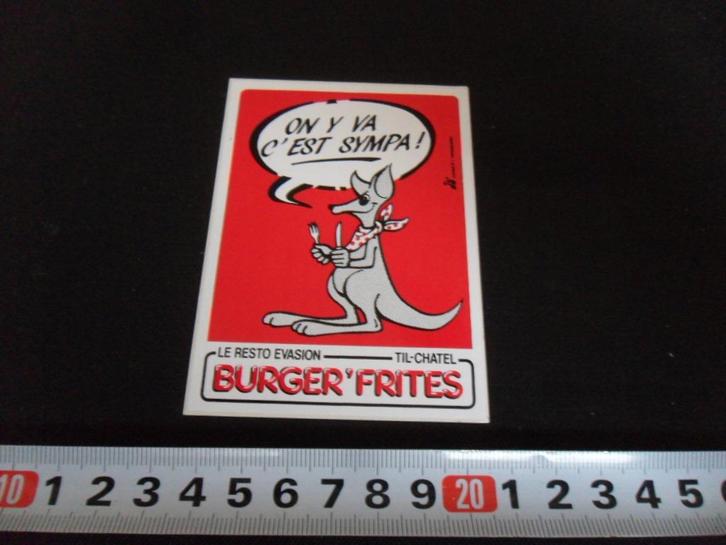 ON Y VA
C'EST SYMPA!
LE RESTO EVASION TIL-CHATEL
BURGER'FRITES
10 1 2 3 4 5 6 7 8 9 20 1 2 3 4 5